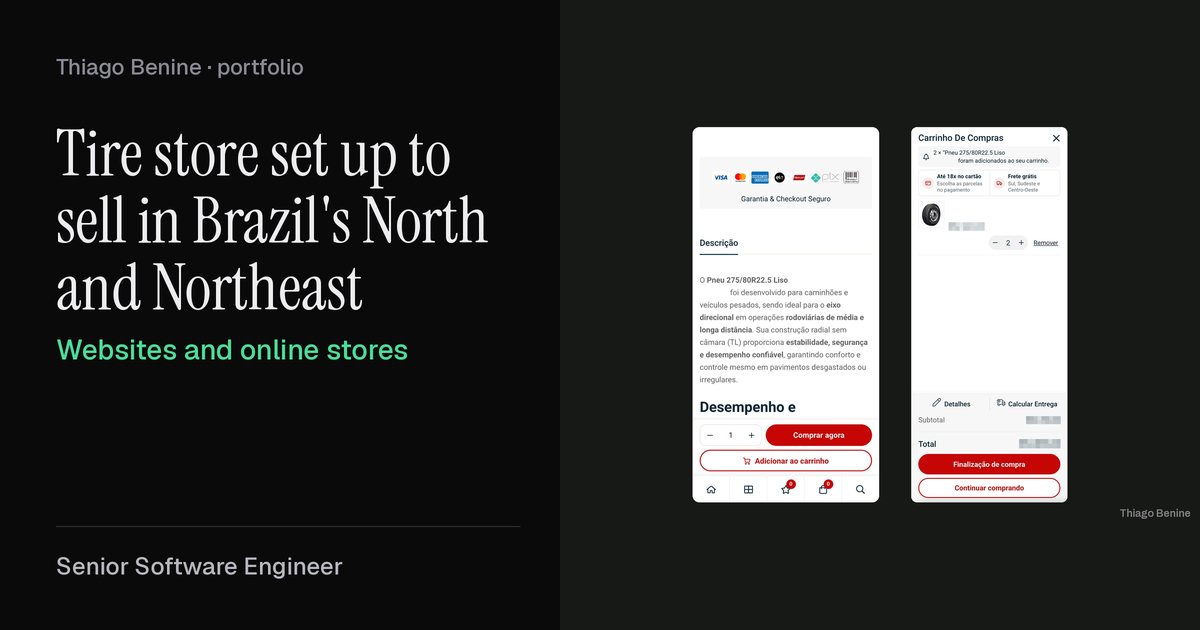 Thiago Benine · portfolio
Tire store set up to
sell in Brazil's North
and Northeast
Websites and online stores
Senior Software Engineer
VISA
elo
pix
Garantia & Checkout Seguro
Descrição
O Pneu 275/80R22.5 Liso
foi desenvolvido para caminhões e
veículos pesados, sendo ideal para o eixo
direcional em operações rodoviárias de média e
longa distância. Sua construção radial sem
câmara (TL) proporciona estabilidade, segurança
e desempenho confiável, garantindo conforto e
controle mesmo em pavimentos desgastados ou
irregulares.
Desempenho e
− 1 + Comprar agora
Adicionar ao carrinho
0 0
Carrinho De Compras
2 × "Pneu 275/80R22.5 Liso
foram adicionados ao seu carrinho.
Até 18x no cartão
Escolha as parcelas
no pagamento
Frete grátis
Sul, Sudeste e
Centro-Oeste
− 2 + Remover
Detalhes Calcular Entrega
Subtotal
Total
Finalização de compra
Continuar comprando
Thiago Benine